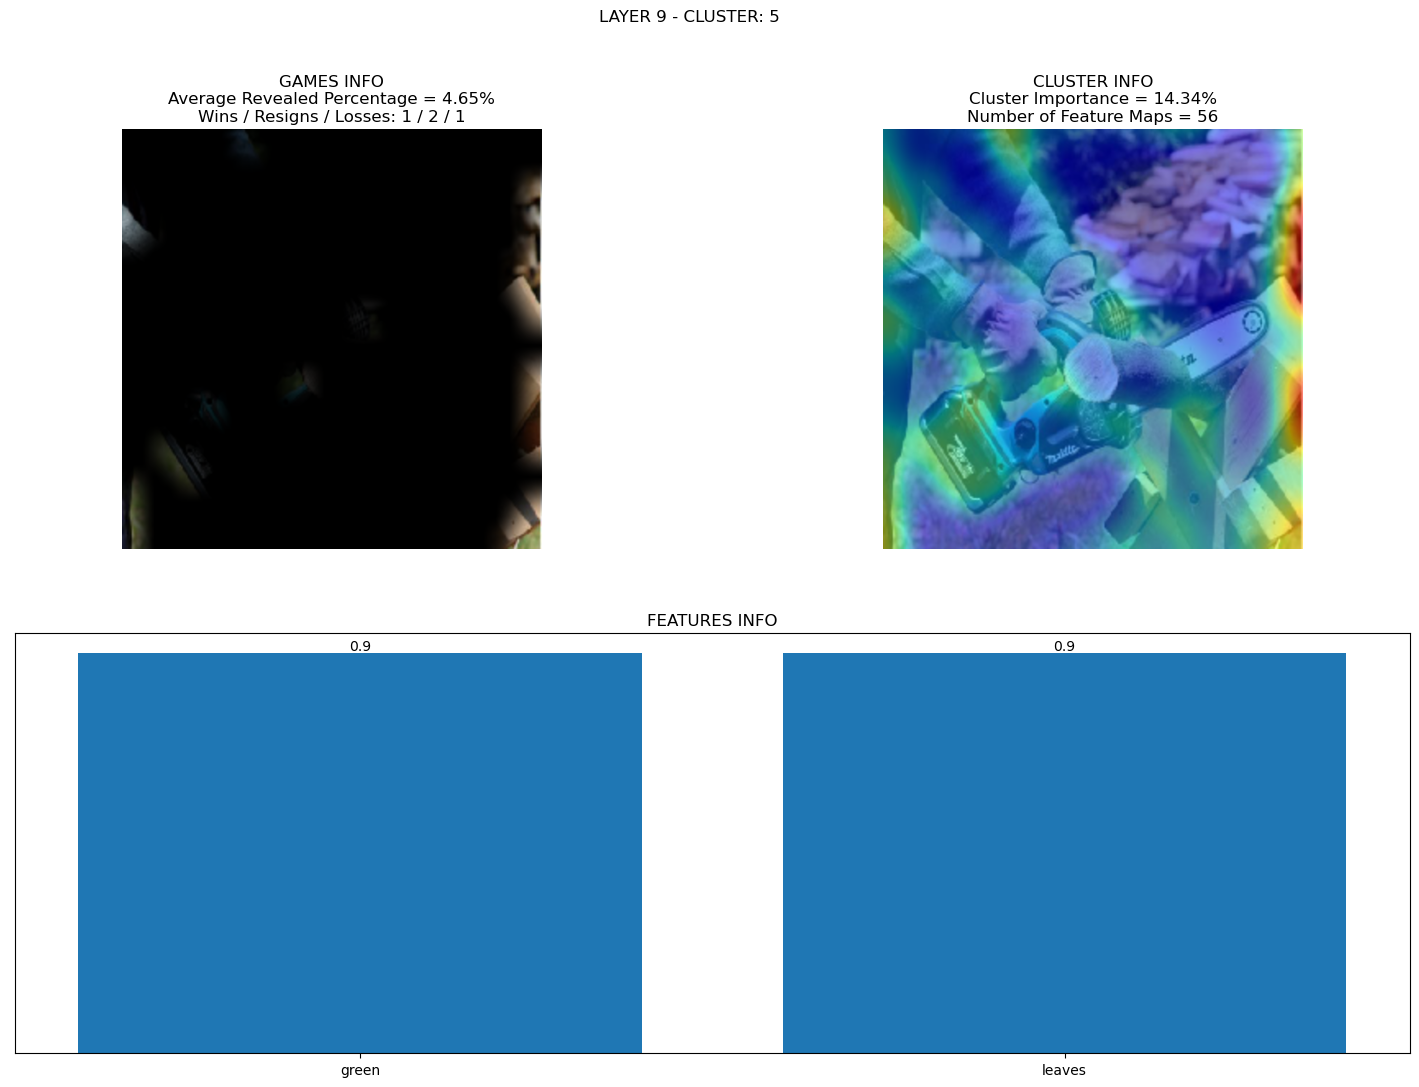 LAYER 9 - CLUSTER: 5
GAMES INFO
Average Revealed Percentage = 4.65%
Wins / Resigns / Losses: 1 / 2 / 1
CLUSTER INFO
Cluster Importance = 14.34%
Number of Feature Maps = 56
makita
FEATURES INFO
0.9
0.9
green
leaves